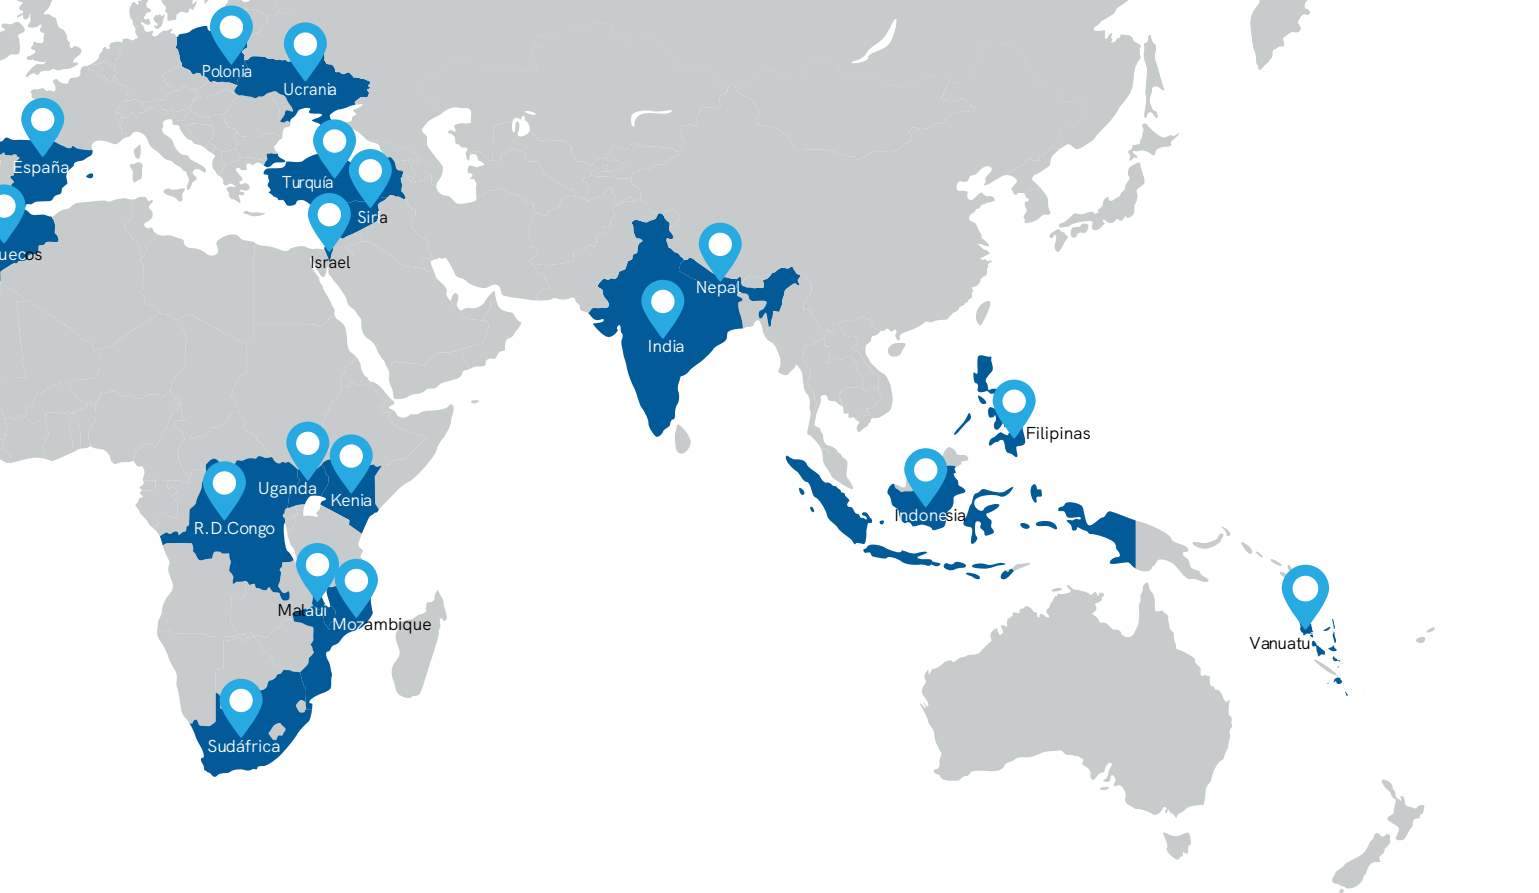 Polonia
Ucrania
España
Turquía
Siria
uecos
Israel
Nepal
India
Filipinas
Uganda
Kenia
R.D.Congo
Indonesia
Malaui
Mozambique
Vanuatu
Sudáfrica